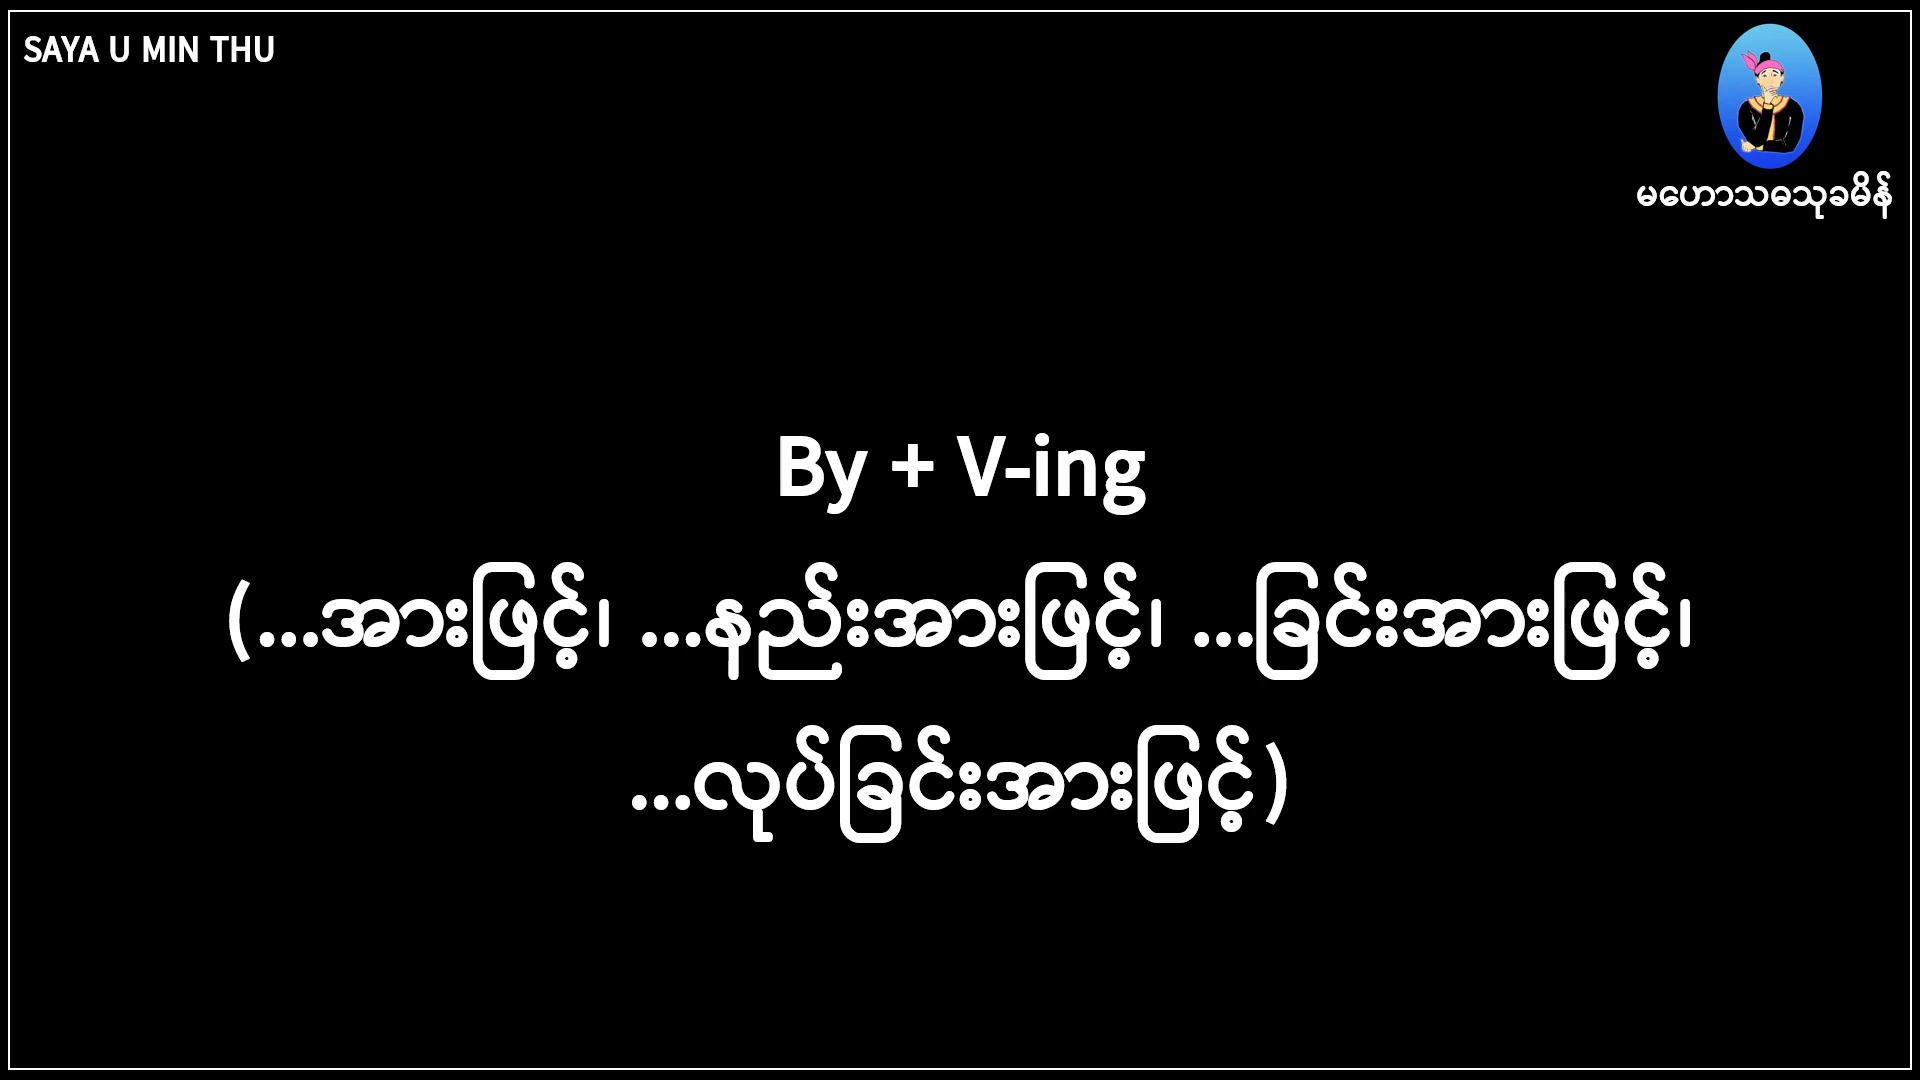 SAYA U MIN THU
မဟောသဓသုခမိန်
By + V-ing
(...အားဖြင့်၊ ...နည်းအားဖြင့်၊ ...ခြင်းအားဖြင့်၊
...လုပ်ခြင်းအားဖြင့်)